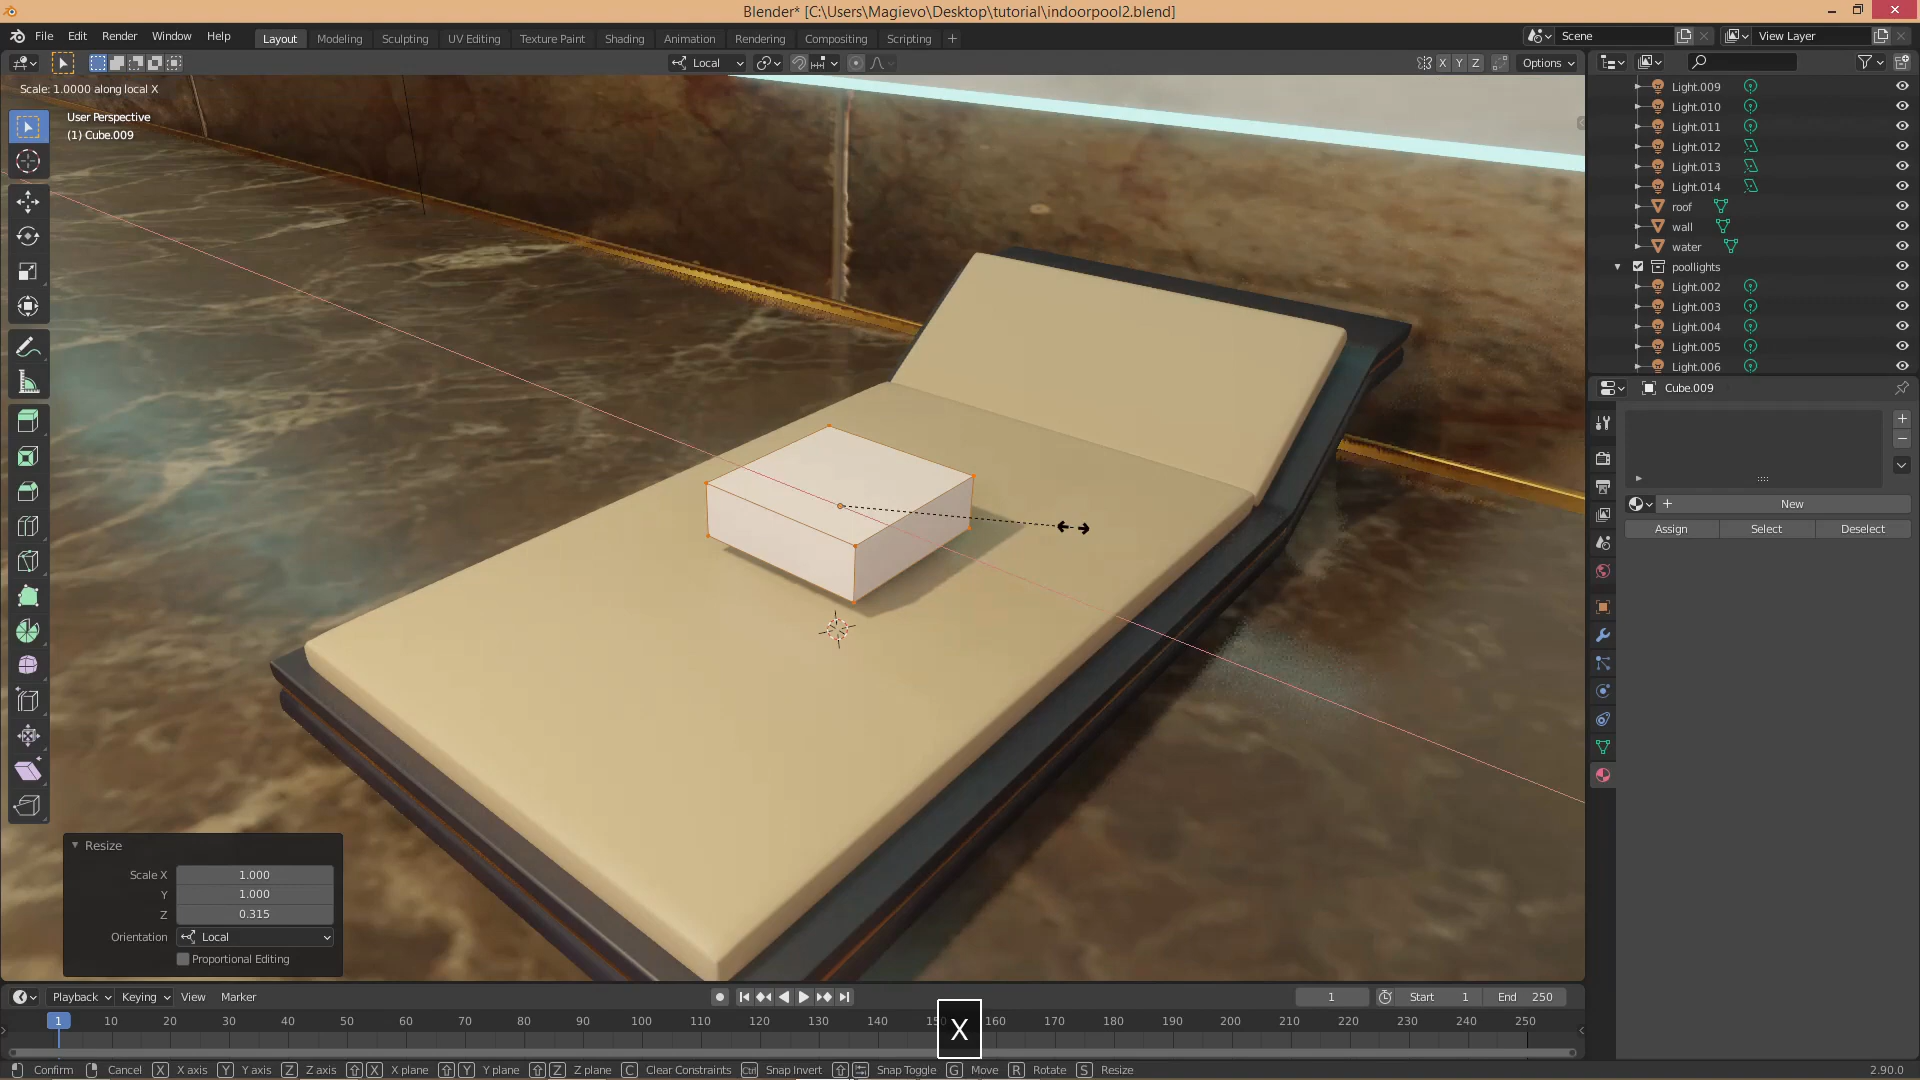 Blender* [C:\Users\Magievo\Desktop\tutorial\indoorpool2.blend]
File Edit Render Window Help
Layout Modeling Sculpting UV Editing Texture Paint Shading Animation Rendering Compositing Scripting +
Scene
View Layer
Local
X Y Z
Options
Scale: 1.0000 along local X
User Perspective
(1) Cube.009
Light.009
Light.010
Light.011
Light.012
Light.013
Light.014
roof
wall
water
poollights
Light.002
Light.003
Light.004
Light.005
Light.006
Cube.009
New
Assign Select Deselect
Resize
Scale X 1.000
Y 1.000
Z 0.315
Orientation Local
Proportional Editing
Playback Keying View Marker
1 Start 1 End 250
1 10 20 30 40 50 60 70 80 90 100 110 120 130 140 150 160 170 180 190 200 210 220 230 240 250
X
Confirm Cancel X X axis Y Y axis Z Z axis X X plane Y Y plane Z Z plane C Clear Constraints Ctrl Snap Invert Snap Toggle G Move R Rotate S Resize
2.90.0